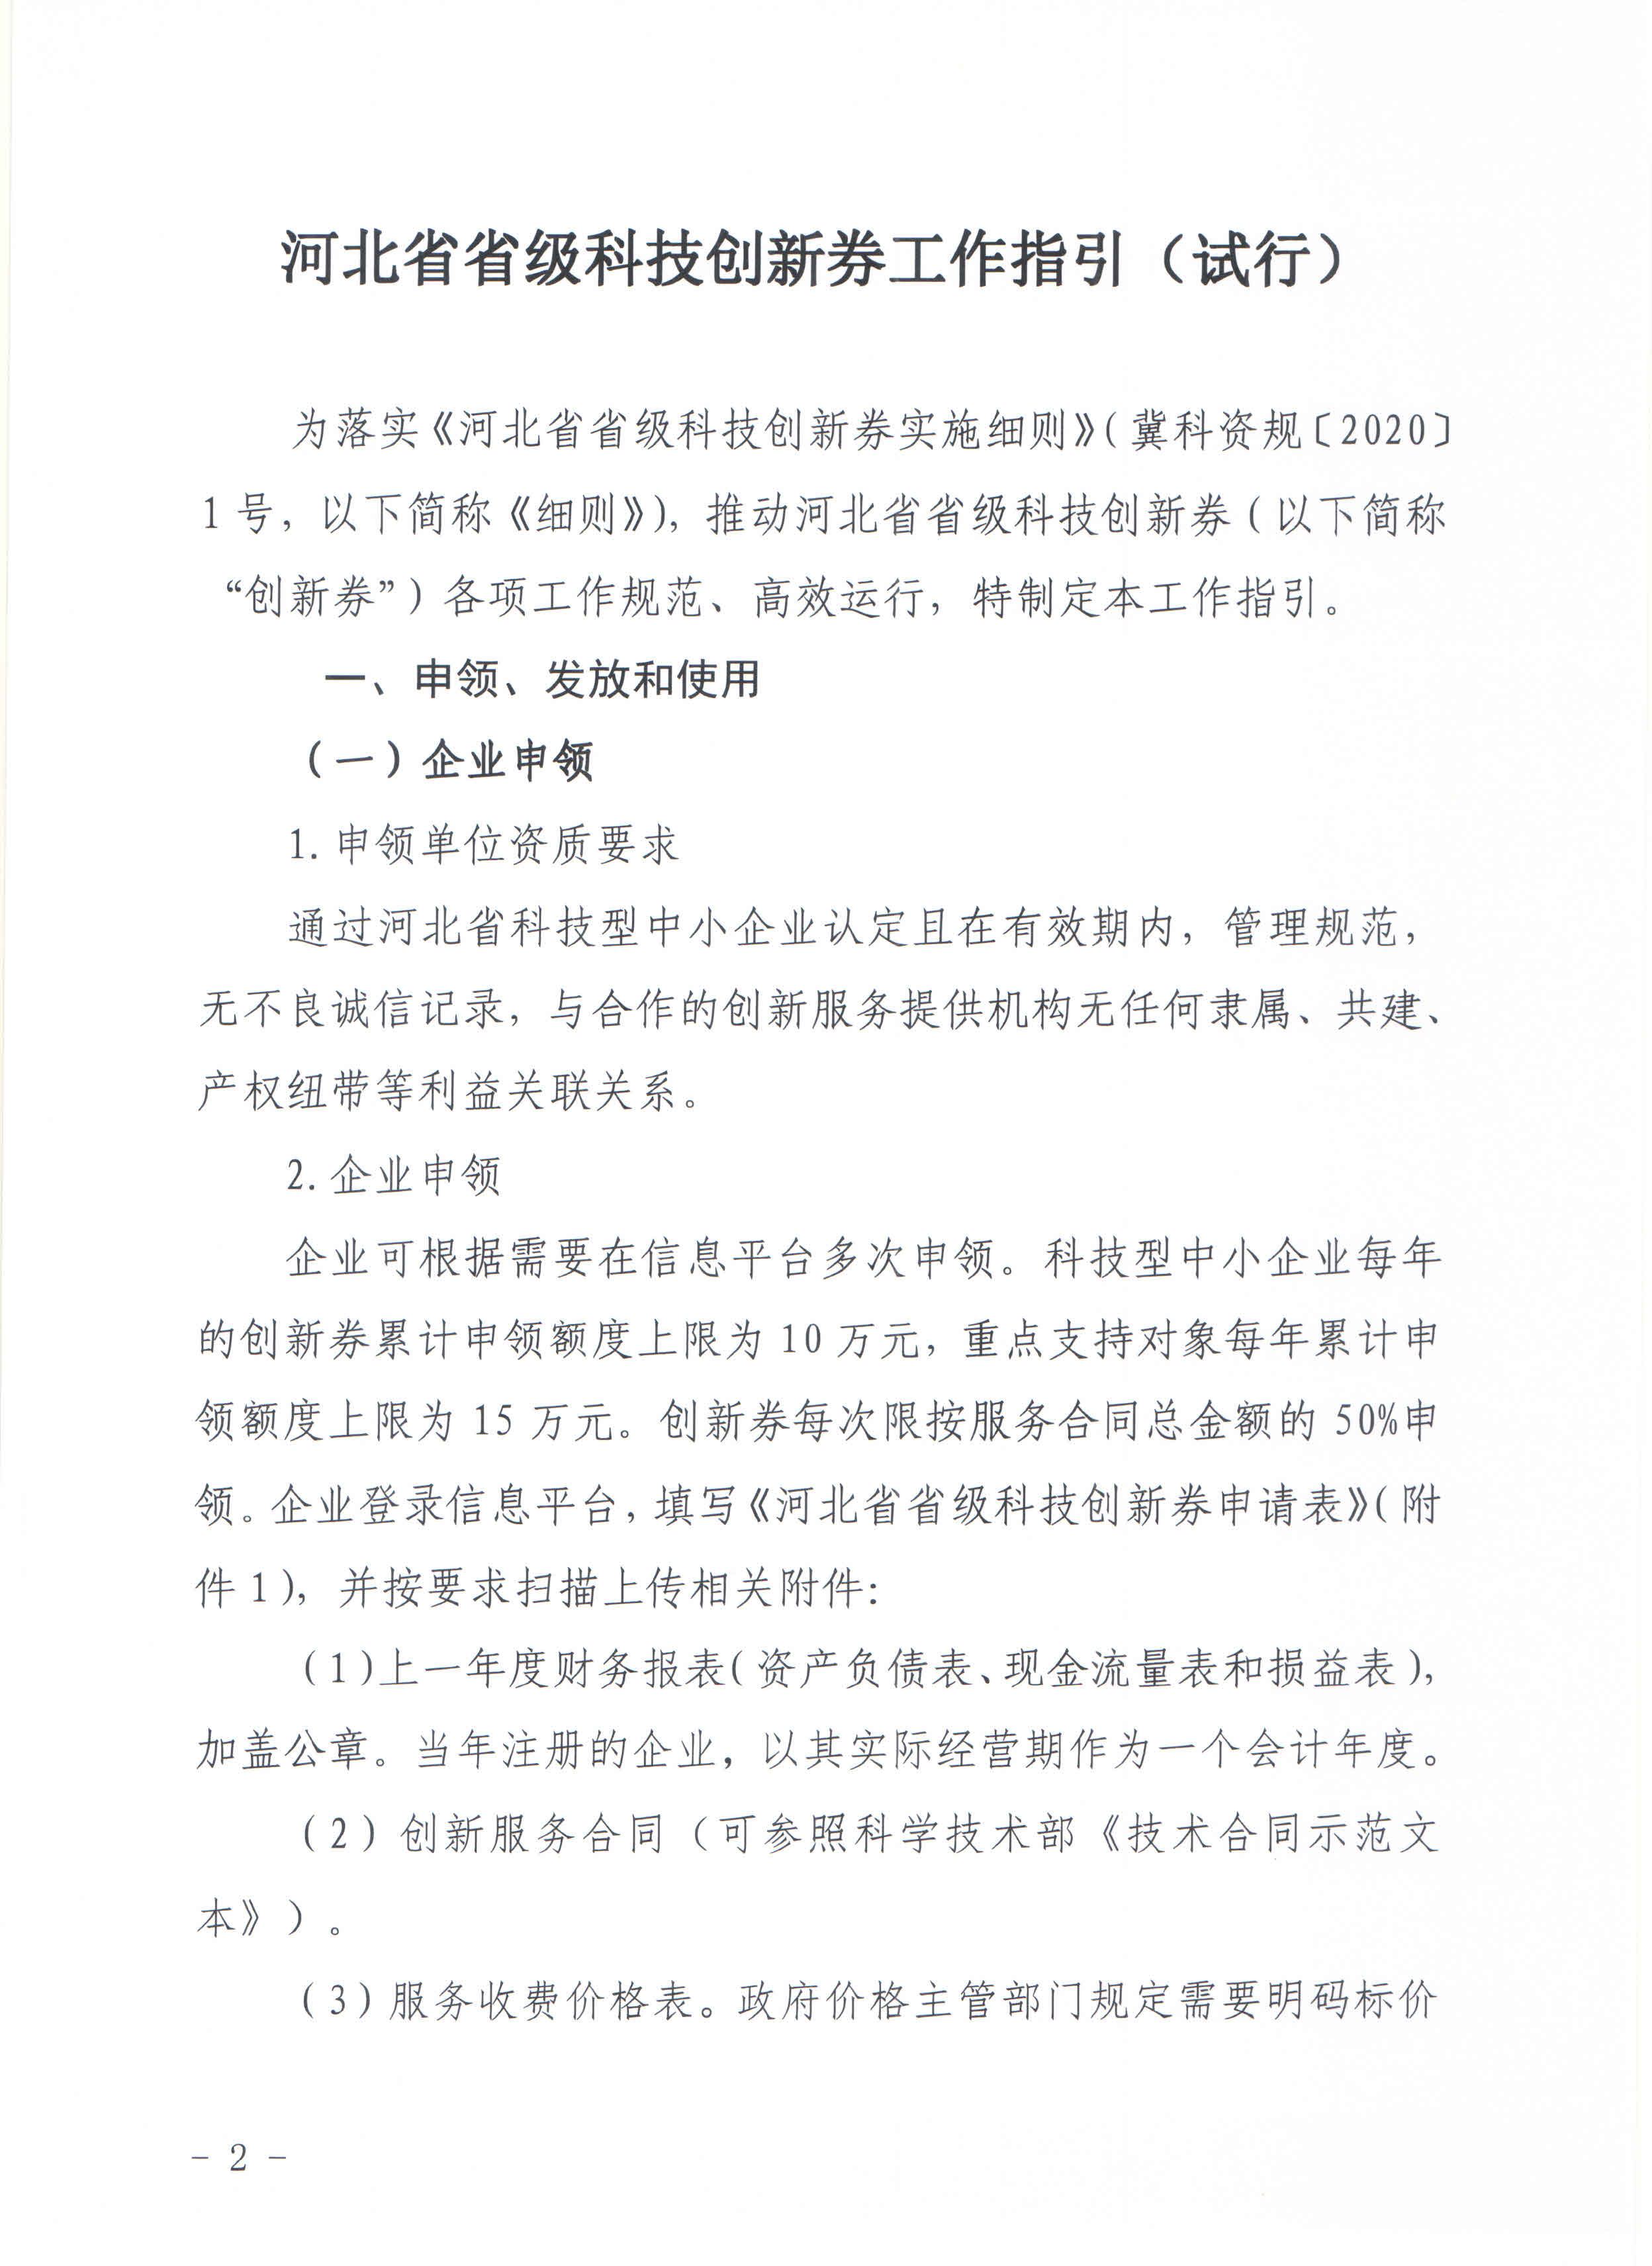 河北省省级科技创新券工作指引（试行）
为落实《河北省省级科技创新券实施细则》（冀科资规〔2020〕
1号，以下简称《细则》），推动河北省省级科技创新券（以下简称
“创新券”）各项工作规范、高效运行，特制定本工作指引。
一、申领、发放和使用
（一）企业申领
1.申领单位资质要求
通过河北省科技型中小企业认定且在有效期内，管理规范，
无不良诚信记录，与合作的创新服务提供机构无任何隶属、共建、
产权纽带等利益关联关系。
2.企业申领
企业可根据需要在信息平台多次申领。科技型中小企业每年
的创新券累计申领额度上限为 10 万元，重点支持对象每年累计申
领额度上限为 15 万元。创新券每次限按服务合同总金额的 50%申
领。企业登录信息平台，填写《河北省省级科技创新券申请表》（附
件 1），并按要求扫描上传相关附件：
（1）上一年度财务报表（资产负债表、现金流量表和损益表），
加盖公章。当年注册的企业，以其实际经营期作为一个会计年度。
（2）创新服务合同（可参照科学技术部《技术合同示范文
本》）。
（3）服务收费价格表。政府价格主管部门规定需要明码标价
- 2 -